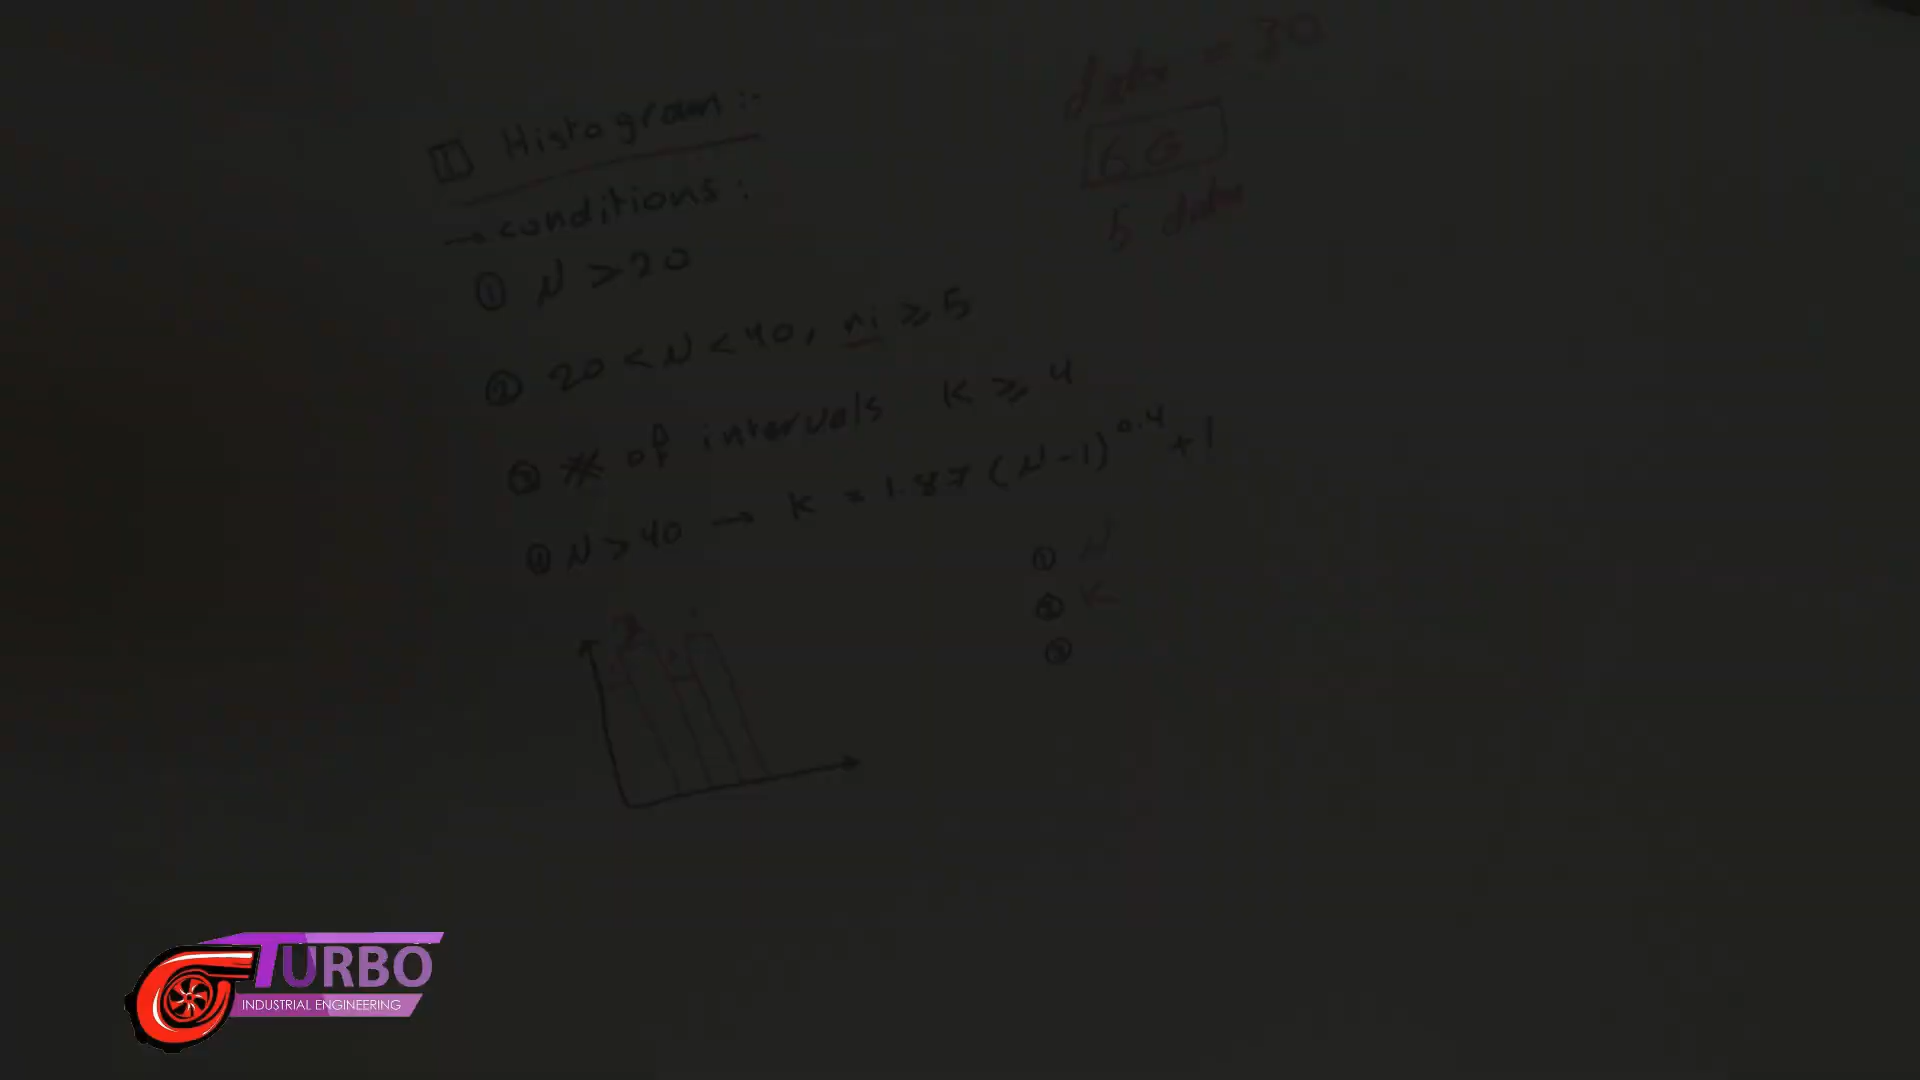 I Histogram :-
→ conditions :
① N > 20
② 20 < N < 40, ni ≥ 5
③ # of intervals K ≥ 4
④ N > 40 → K = 1.87 (N - 1)^0.4 + 1
data = 30
6 G
5 data
① N
② K
③
TURBO
INDUSTRIAL ENGINEERING